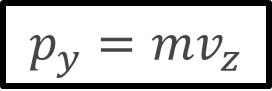 p_y = mv_z